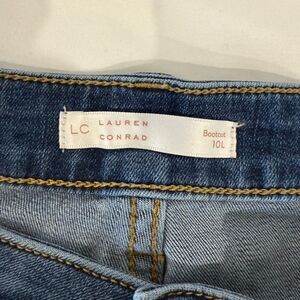 LC LAUREN
CONRAD
Bootcut
10L